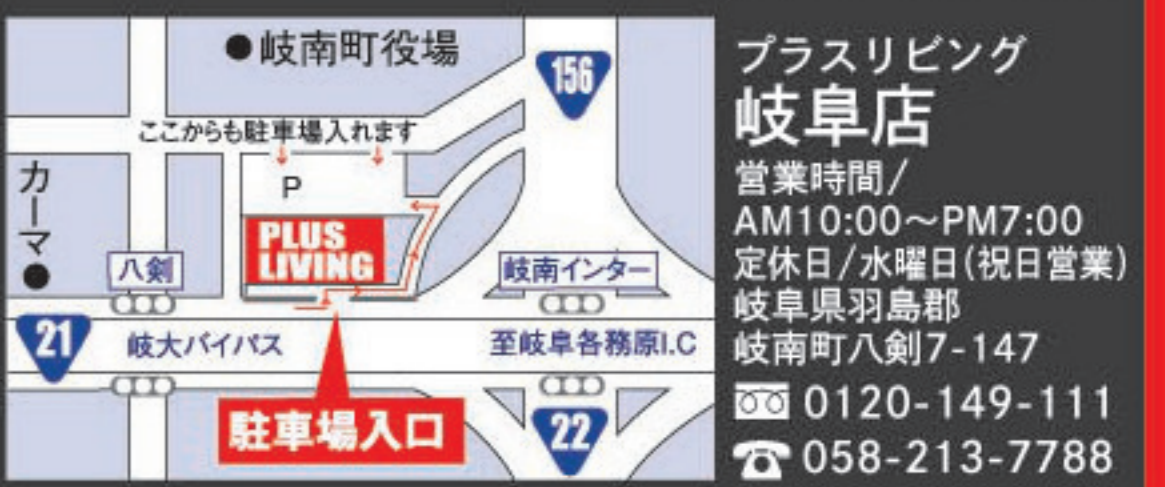 ●岐南町役場
156
ここからも駐車場入れます
カーマ●
P
PLUS
LIVING
八剣
岐南インター
21
岐大バイパス
至岐阜各務原I.C
駐車場入口
22
プラスリビング
岐阜店
営業時間/
AM10:00～PM7:00
定休日/水曜日(祝日営業)
岐阜県羽島郡
岐南町八剣7-147
0120-149-111
☎058-213-7788